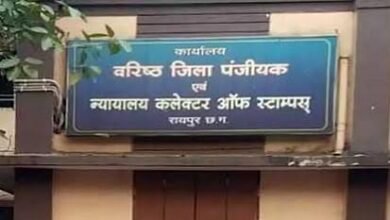 कार्यालय
वरिष्ठ जिला पंजीयक
एवं
न्यायालय कलेक्टर ऑफ स्टाम्पस्
रायपुर छ.ग.